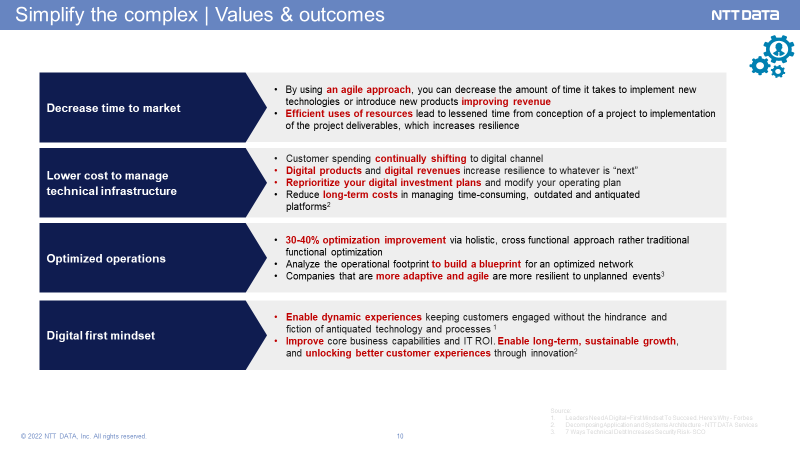 Simplify the complex | Values & outcomes
NTT DATA
Decrease time to market
• By using an agile approach, you can decrease the amount of time it takes to implement new
technologies or introduce new products improving revenue
• Efficient uses of resources lead to lessened time from conception of a project to implementation
of the project deliverables, which increases resilience
Lower cost to manage
technical infrastructure
• Customer spending continually shifting to digital channel
• Digital products and digital revenues increase resilience to whatever is “next”
• Reprioritize your digital investment plans and modify your operating plan
• Reduce long-term costs in managing time-consuming, outdated and antiquated
platforms2
Optimized operations
• 30-40% optimization improvement via holistic, cross functional approach rather traditional
functional optimization
• Analyze the operational footprint to build a blueprint for an optimized network
• Companies that are more adaptive and agile are more resilient to unplanned events3
Digital first mindset
• Enable dynamic experiences keeping customers engaged without the hindrance and
fiction of antiquated technology and processes 1
• Improve core business capabilities and IT ROI. Enable long-term, sustainable growth,
and unlocking better customer experiences through innovation2
Source:
1. Leaders Need A Digital-First Mindset To Succeed. Here's Why - Forbes
2. Decomposing Application and Systems Architecture - NTT DATA Services
3. 7 Ways Technical Debt Increases Security Risk-
© 2022 NTT DATA, Inc. All rights reserved
10